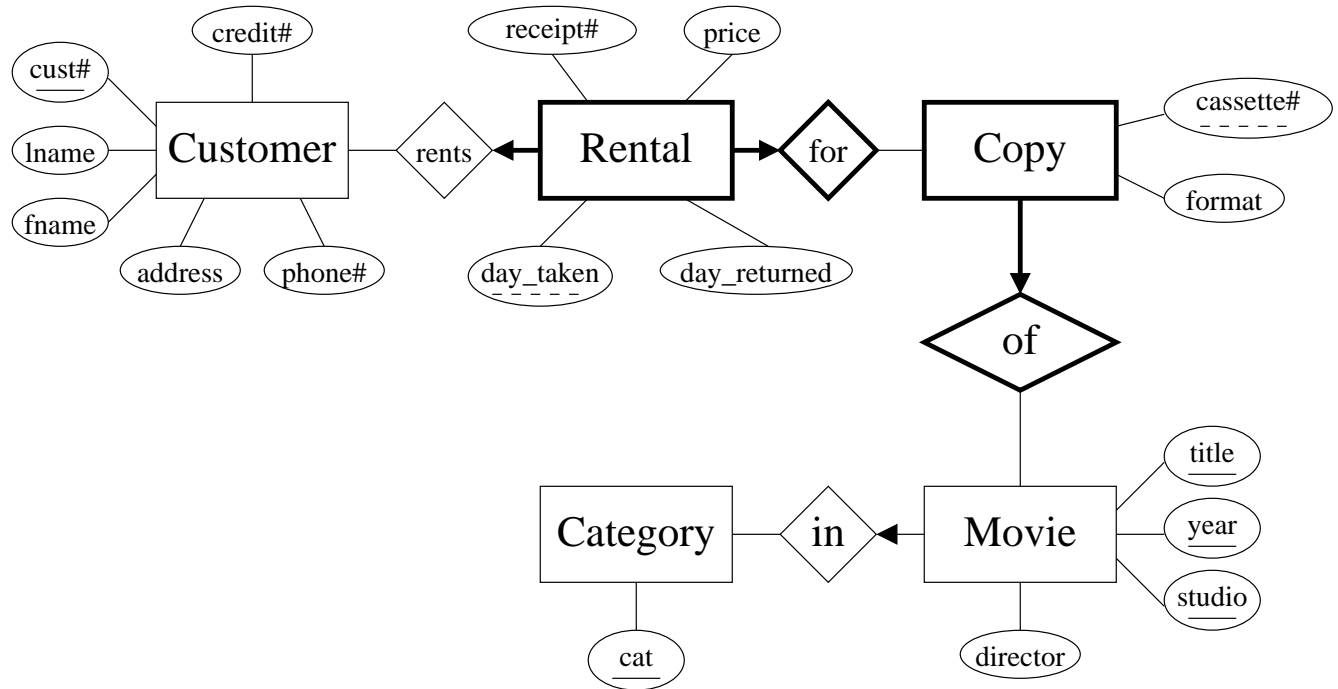 credit#
receipt#
price
cust#
cassette#
lname
Customer
rents
Rental
for
Copy
fname
format
address
phone#
day_taken
day_returned
of
title
Category
in
Movie
year
studio
cat
director